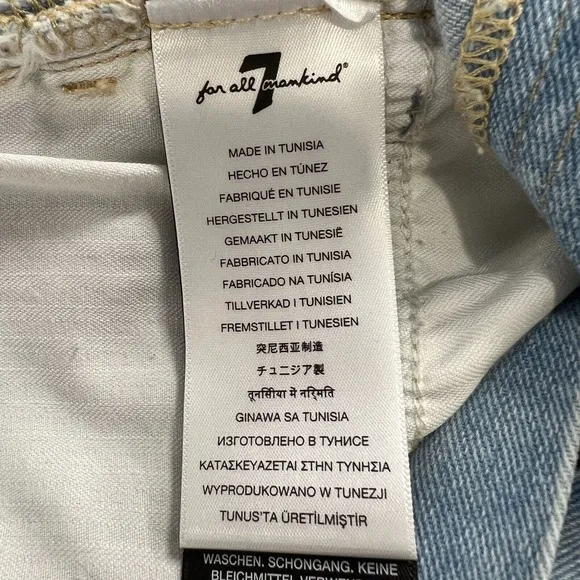 7
for all mankind®
MADE IN TUNISIA
HECHO EN TÚNEZ
FABRIQUÉ EN TUNISIE
HERGESTELLT IN TUNESIEN
GEMAAKT IN TUNESIË
FABBRICATO IN TUNISIA
FABRICADO NA TUNÍSIA
TILLVERKAD I TUNISIEN
FREMSTILLET I TUNESIEN
突尼西亚制造
チュニジア製
तूनिसीया में नर्मिति
GINAWA SA TUNISIA
ИЗГОТОВЛЕНО В ТУНИСЕ
ΚΑΤΑΣΚΕΥΑΖΕΤΑΙ ΣΤΗΝ ΤΥΝΗΣΙΑ
WYPRODUKOWANO W TUNEZJI
TUNUS'TA ÜRETİLMİŞTİR
WASCHEN. SCHONGANG. KEINE
BLEICHMITTEL